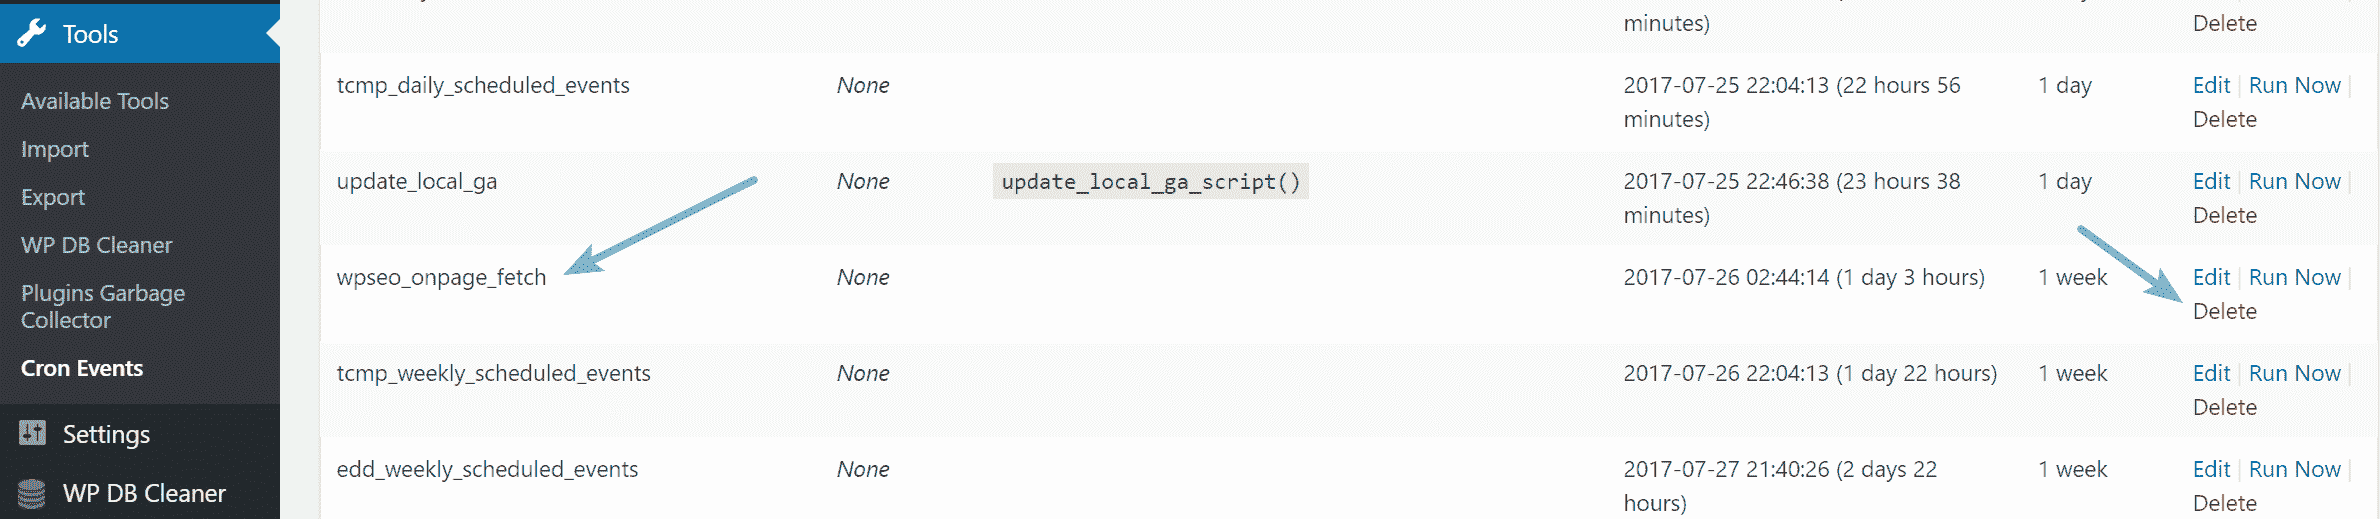 Tools
Available Tools
Import
Export
WP DB Cleaner
Plugins Garbage
Collector
Cron Events
Settings
WP DB Cleaner
minutes)
Delete
tcmp_daily_scheduled_events None 2017-07-25 22:04:13 (22 hours 56 1 day Edit | Run Now |
minutes) Delete
update_local_ga None update_local_ga_script() 2017-07-25 22:46:38 (23 hours 38 1 day Edit | Run Now |
minutes) Delete
wpseo_onpage_fetch None 2017-07-26 02:44:14 (1 day 3 hours) 1 week Edit | Run Now |
Delete
tcmp_weekly_scheduled_events None 2017-07-26 22:04:13 (1 day 22 hours) 1 week Edit | Run Now |
Delete
edd_weekly_scheduled_events None 2017-07-27 21:40:26 (2 days 22 1 week Edit | Run Now |
hours) Delete